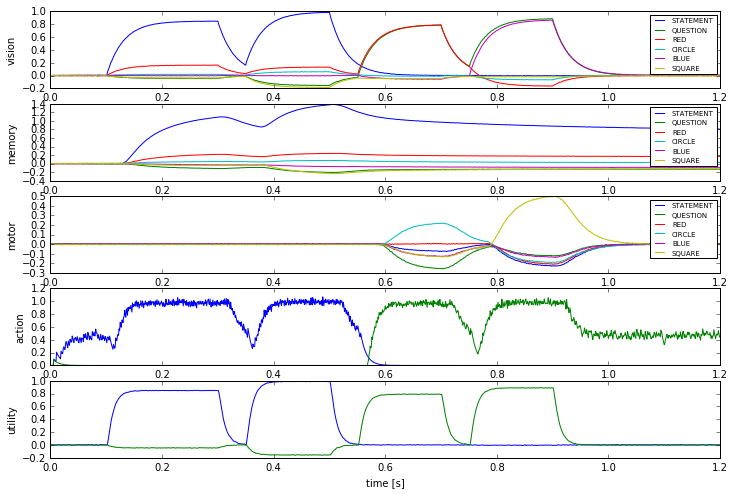 vision
1.0
0.8
0.6
0.4
0.2
0.0
−0.2
STATEMENT
QUESTION
RED
CIRCLE
BLUE
SQUARE
0.0 0.2 0.4 0.6 0.8 1.0 1.2
memory
1.4
1.2
1.0
0.8
0.6
0.4
0.2
0.0
−0.2
−0.4
STATEMENT
QUESTION
RED
CIRCLE
BLUE
SQUARE
0.0 0.2 0.4 0.6 0.8 1.0 1.2
motor
0.5
0.4
0.3
0.2
0.1
0.0
−0.1
−0.2
−0.3
STATEMENT
QUESTION
RED
CIRCLE
BLUE
SQUARE
0.0 0.2 0.4 0.6 0.8 1.0 1.2
action
1.2
1.0
0.8
0.6
0.4
0.2
0.0
0.0 0.2 0.4 0.6 0.8 1.0 1.2
utility
1.0
0.8
0.6
0.4
0.2
0.0
−0.2
0.0 0.2 0.4 0.6 0.8 1.0 1.2
time [s]